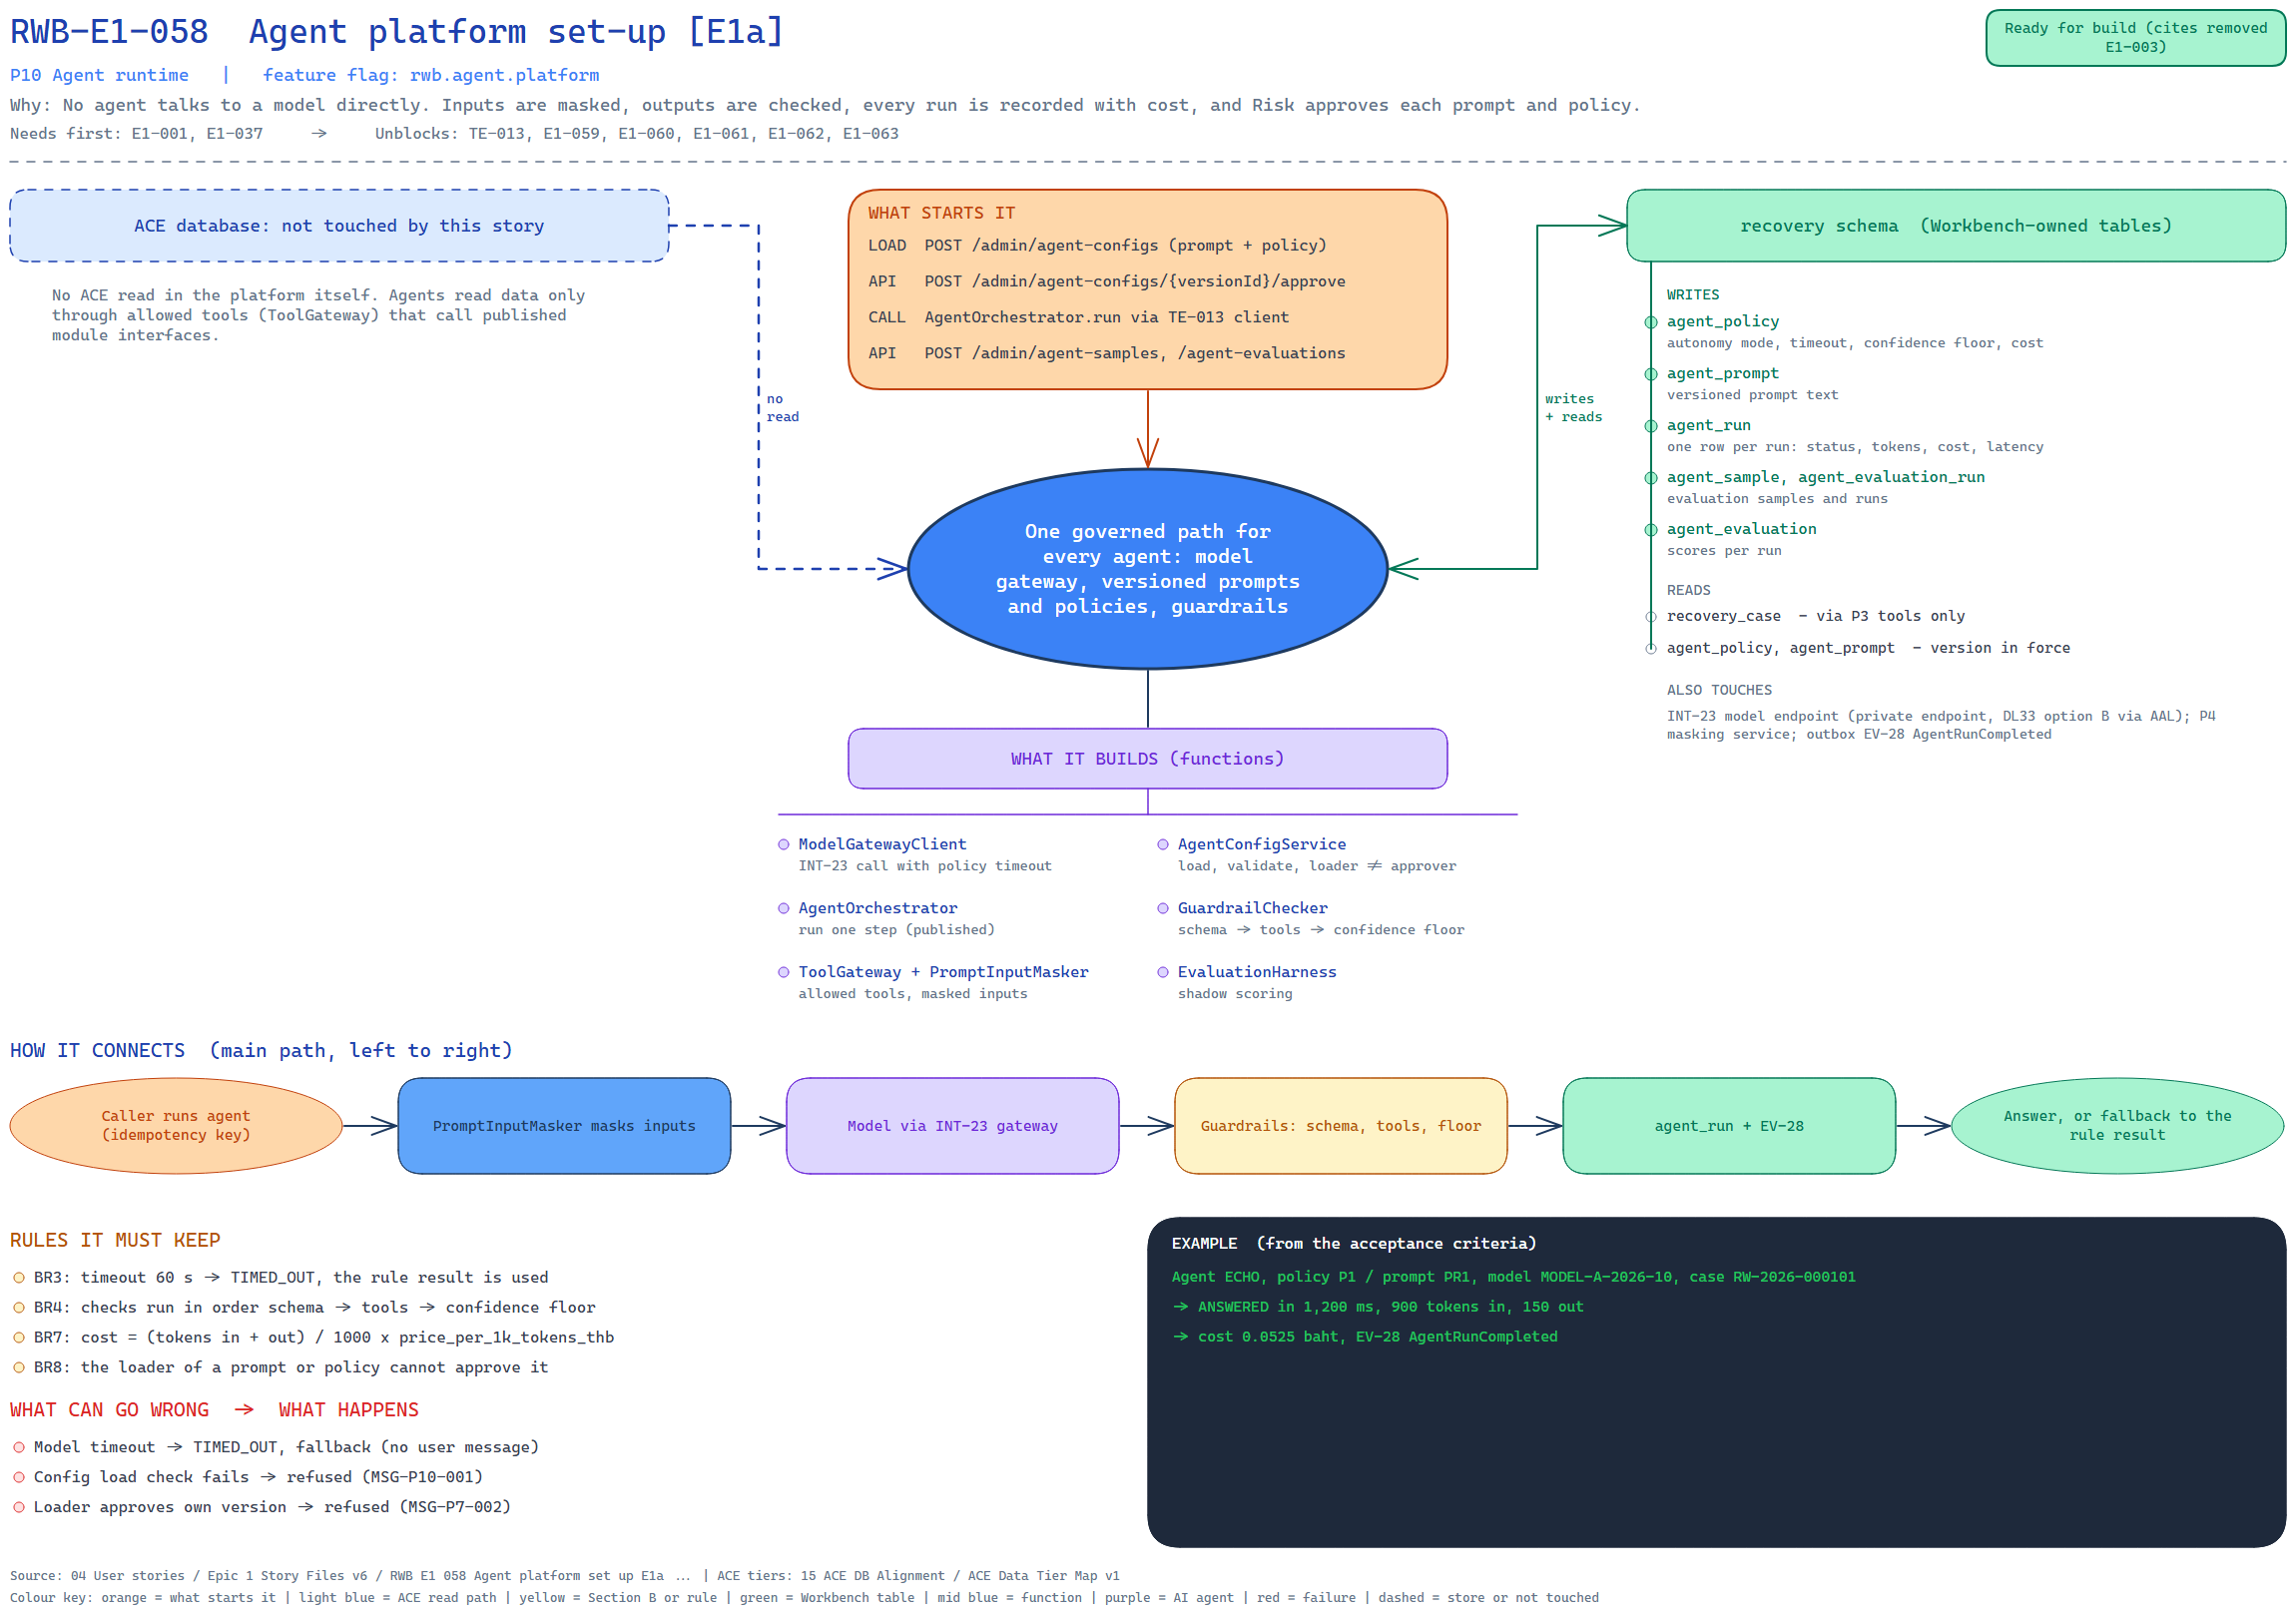 RWB-E1-058  Agent platform set-up [E1a]
Ready for build (cites removed
E1-003)
P10 Agent runtime   |   feature flag: rwb.agent.platform
Why: No agent talks to a model directly. Inputs are masked, outputs are checked, every run is recorded with cost, and Risk approves each prompt and policy.
Needs first: E1-001, E1-037     →     Unblocks: TE-013, E1-059, E1-060, E1-061, E1-062, E1-063
ACE database: not touched by this story
No ACE read in the platform itself. Agents read data only
through allowed tools (ToolGateway) that call published
module interfaces.
no
read
WHAT STARTS IT
LOAD  POST /admin/agent-configs (prompt + policy)
API   POST /admin/agent-configs/{versionId}/approve
CALL  AgentOrchestrator.run via TE-013 client
API   POST /admin/agent-samples, /agent-evaluations
writes
+ reads
recovery schema  (Workbench-owned tables)
WRITES
agent_policy
autonomy mode, timeout, confidence floor, cost
agent_prompt
versioned prompt text
agent_run
one row per run: status, tokens, cost, latency
agent_sample, agent_evaluation_run
evaluation samples and runs
agent_evaluation
scores per run
READS
recovery_case  - via P3 tools only
agent_policy, agent_prompt  - version in force
ALSO TOUCHES
INT-23 model endpoint (private endpoint, DL33 option B via AAL); P4
masking service; outbox EV-28 AgentRunCompleted
One governed path for
every agent: model
gateway, versioned prompts
and policies, guardrails
WHAT IT BUILDS (functions)
ModelGatewayClient
INT-23 call with policy timeout
AgentConfigService
load, validate, loader ≠ approver
AgentOrchestrator
run one step (published)
GuardrailChecker
schema → tools → confidence floor
ToolGateway + PromptInputMasker
allowed tools, masked inputs
EvaluationHarness
shadow scoring
HOW IT CONNECTS  (main path, left to right)
Caller runs agent
(idempotency key)
PromptInputMasker masks inputs
Model via INT-23 gateway
Guardrails: schema, tools, floor
agent_run + EV-28
Answer, or fallback to the
rule result
RULES IT MUST KEEP
BR3: timeout 60 s → TIMED_OUT, the rule result is used
BR4: checks run in order schema → tools → confidence floor
BR7: cost = (tokens in + out) / 1000 x price_per_1k_tokens_thb
BR8: the loader of a prompt or policy cannot approve it
WHAT CAN GO WRONG  →  WHAT HAPPENS
Model timeout → TIMED_OUT, fallback (no user message)
Config load check fails → refused (MSG-P10-001)
Loader approves own version → refused (MSG-P7-002)
EXAMPLE  (from the acceptance criteria)
Agent ECHO, policy P1 / prompt PR1, model MODEL-A-2026-10, case RW-2026-000101
→ ANSWERED in 1,200 ms, 900 tokens in, 150 out
→ cost 0.0525 baht, EV-28 AgentRunCompleted
Source: 04 User stories / Epic 1 Story Files v6 / RWB E1 058 Agent platform set up E1a ... | ACE tiers: 15 ACE DB Alignment / ACE Data Tier Map v1
Colour key: orange = what starts it | light blue = ACE read path | yellow = Section B or rule | green = Workbench table | mid blue = function | purple = AI agent | red = failure | dashed = store or not touched